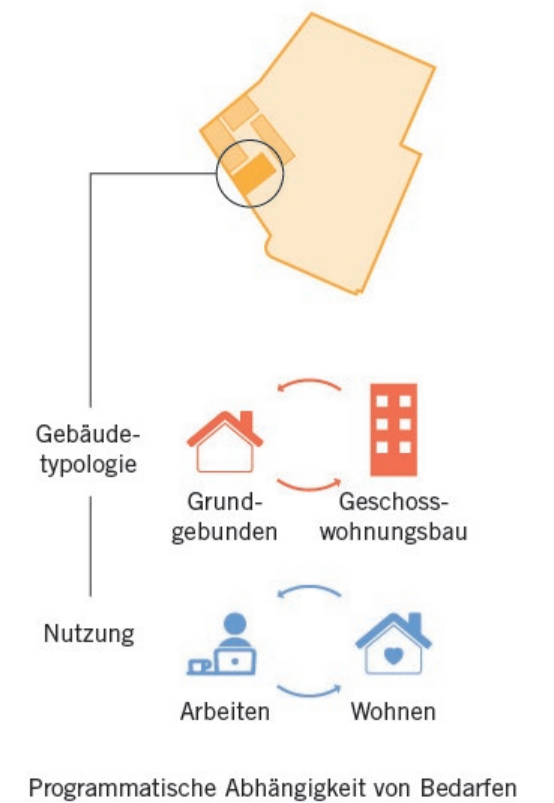 Gebäude-
typologie
Grund-
gebunden
Geschoss-
wohnungsbau
Nutzung
Arbeiten
Wohnen
Programmatische Abhängigkeit von Bedarfen